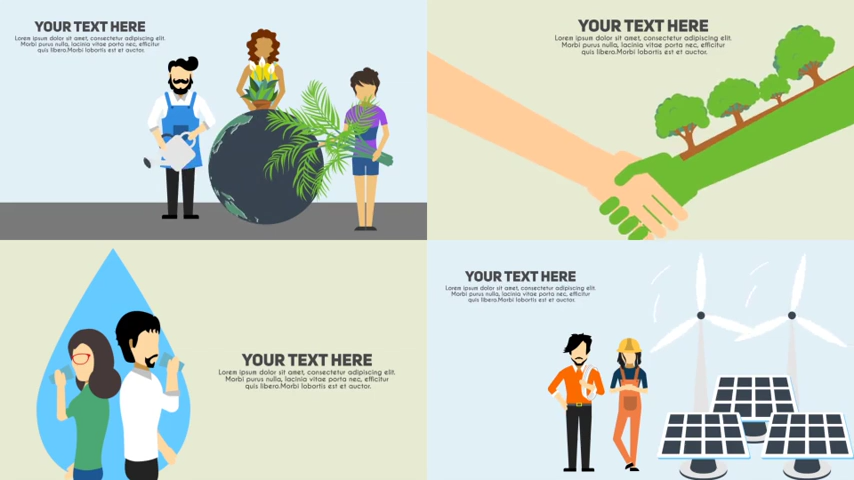 YOUR TEXT HERE
Lorem ipsum dolor sit amet, consectetur adipiscing elit.
Morbi purus nulla, variugiat vitae porta nec, efficitur
quis libero.Morbi lobortis est et auctor.
YOUR TEXT HERE
Lorem ipsum dolor sit amet, consectetur adipiscing elit.
Morbi purus nulla, vitae porta nec, efficitur
quis libero.Morbi lobortis est et auctor.
YOUR TEXT HERE
Lorem ipsum dolor sit amet, consectetur adipiscing elit.
Morbi purus nulla, vitae porta nec, efficitur
quis libero.Morbi lobortis est et auctor.
YOUR TEXT HERE
Lorem ipsum dolor sit amet, consectetur adipiscing elit.
Morbi purus nulla, vitae porta nec, efficitur
quis libero.Morbi lobortis est et auctor.